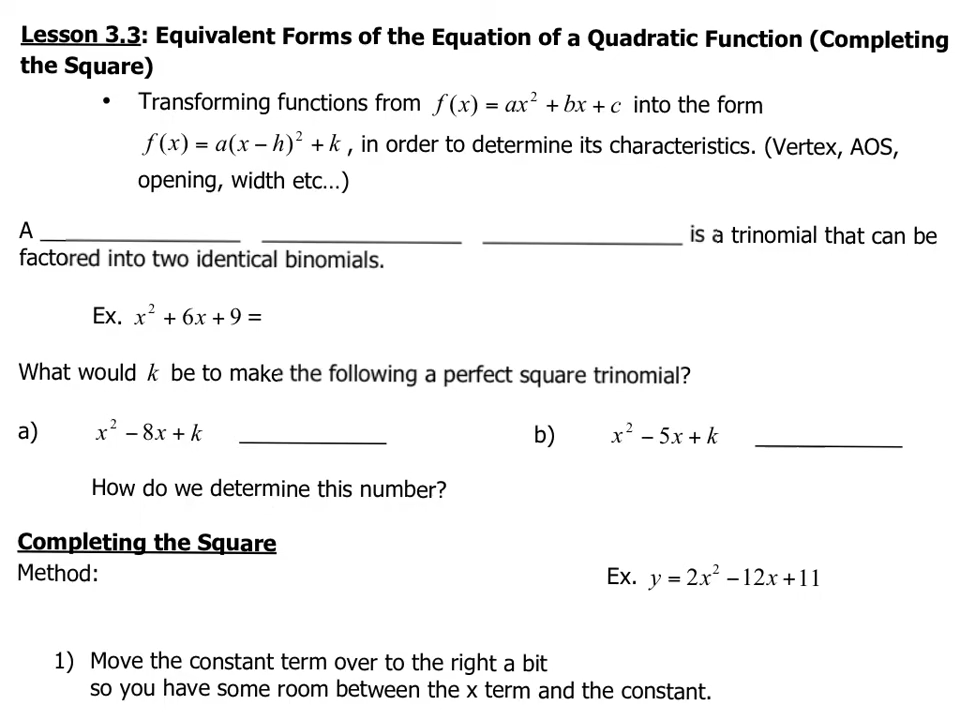 Lesson 3.3: Equivalent Forms of the Equation of a Quadratic Function (Completing
the Square)
• Transforming functions from f(x) = ax² + bx + c into the form
f(x) = a(x – h)² + k , in order to determine its characteristics. (Vertex, AOS,
opening, width etc...)
A _________________ _________________ _________________ is a trinomial that can be
factored into two identical binomials.
Ex. x² + 6x + 9 =
What would k be to make the following a perfect square trinomial?
a) x² – 8x + k ____________ b) x² – 5x + k ____________
How do we determine this number?
Completing the Square
Method: Ex. y = 2x² – 12x + 11
1) Move the constant term over to the right a bit
so you have some room between the x term and the constant.